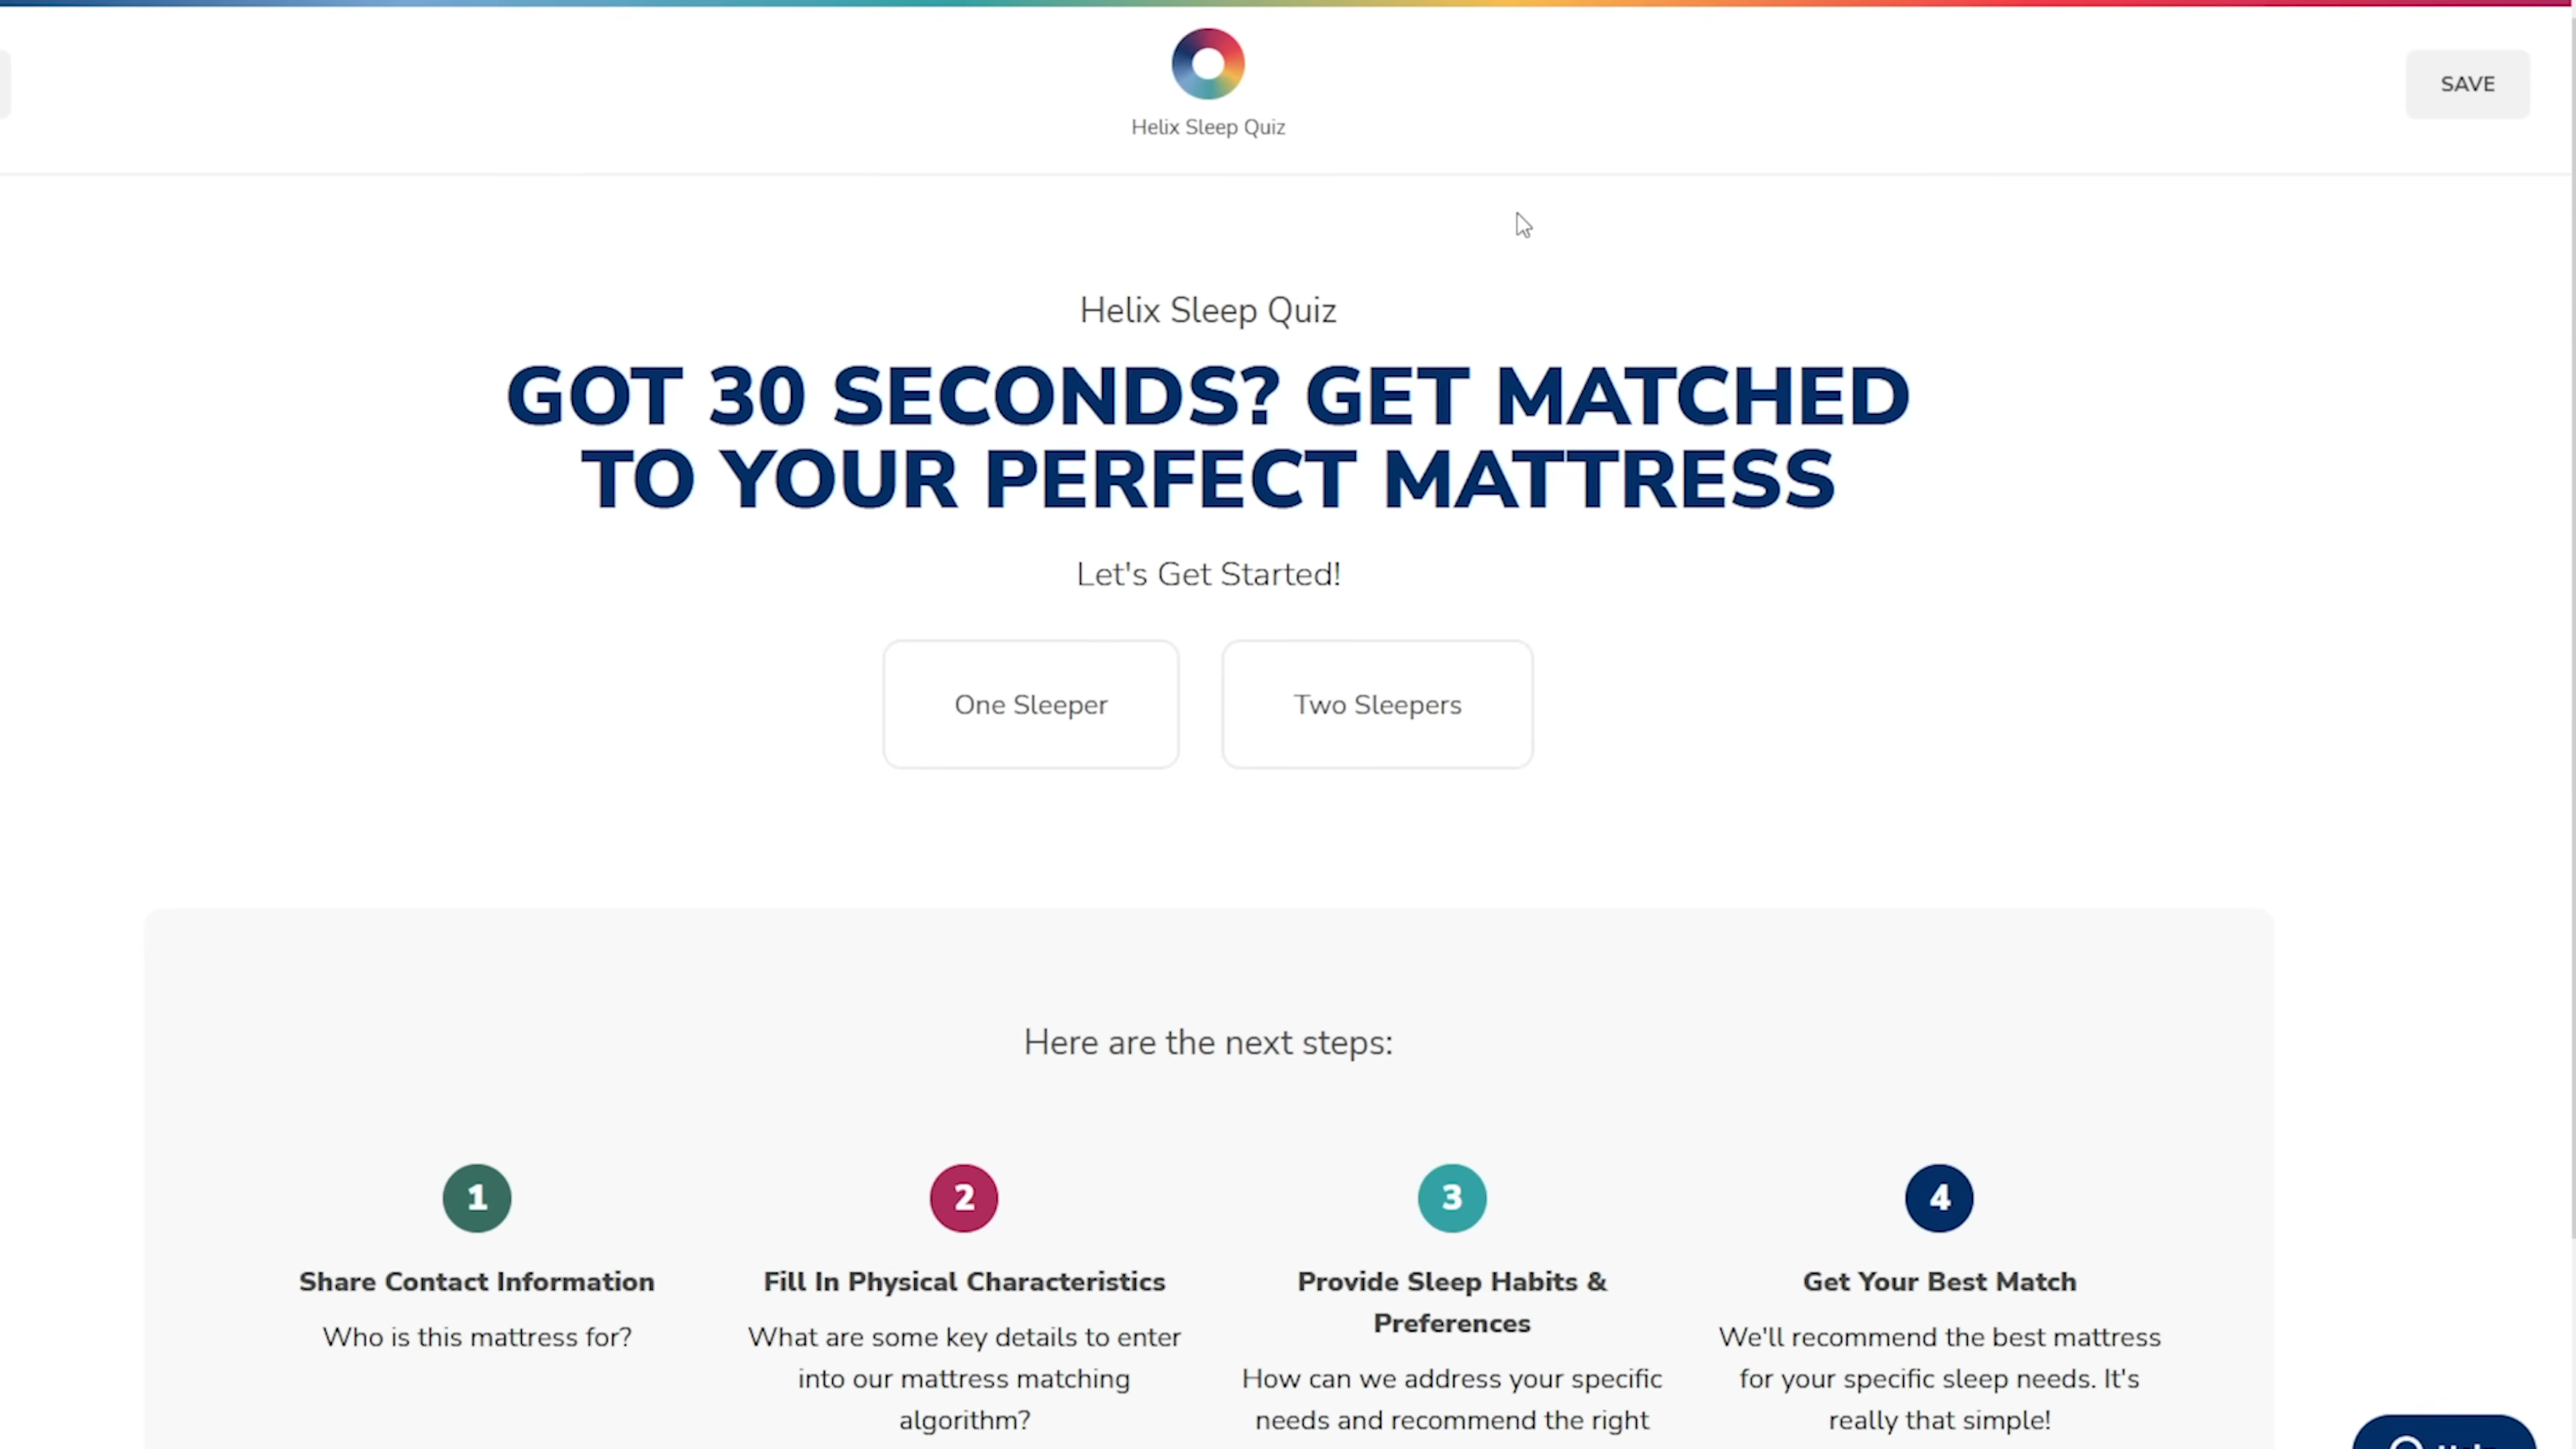 Helix Sleep Quiz
SAVE
Helix Sleep Quiz
GOT 30 SECONDS? GET MATCHED
TO YOUR PERFECT MATTRESS
Let's Get Started!
One Sleeper
Two Sleepers
Here are the next steps:
1
Share Contact Information
Who is this mattress for?
2
Fill In Physical Characteristics
What are some key details to enter
into our mattress matching
algorithm?
3
Provide Sleep Habits &
Preferences
How can we address your specific
needs and recommend the right
4
Get Your Best Match
We'll recommend the best mattress
for your specific sleep needs. It's
really that simple!